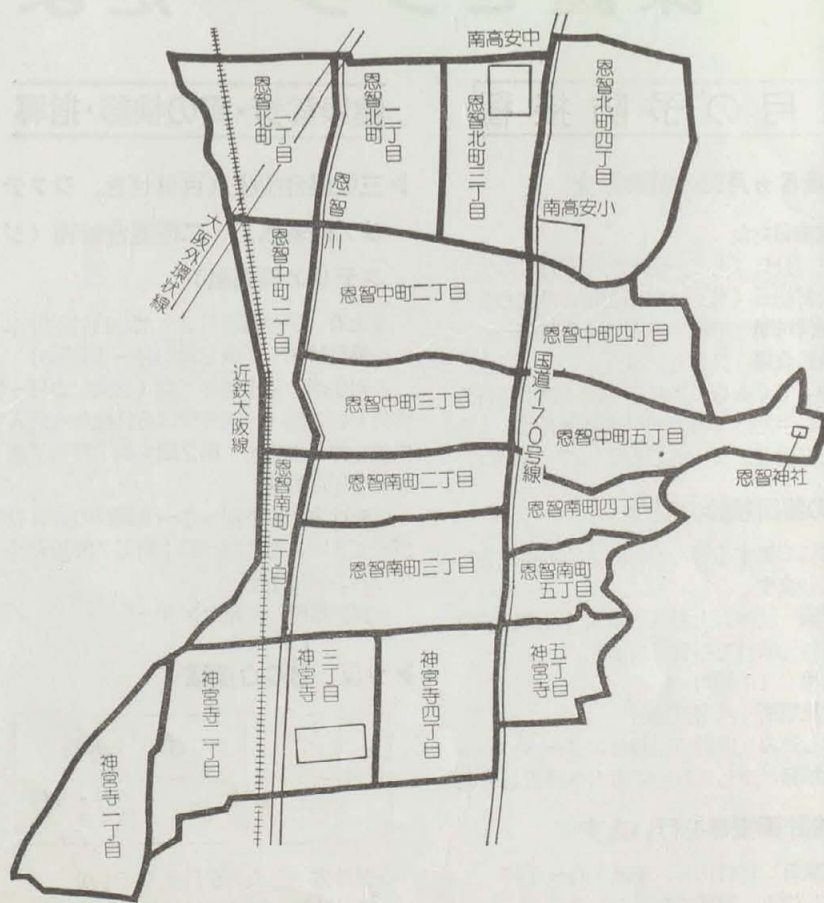 南高安中
恩智北町
一丁目
恩智北町
二丁目
恩智北町三丁目
恩智北町四丁目
恩智川
南高安小
大阪外環状線
恩智中町一丁目
恩智中町二丁目
恩智中町四丁目
国道170号線
近鉄大阪線
恩智中町三丁目
恩智中町五丁目
恩智神社
恩智南町一丁目
恩智南町二丁目
恩智南町四丁目
恩智南町三丁目
恩智南町
五丁目
神宮寺一丁目
神宮寺二丁目
神宮寺
三丁目
神宮寺四丁目
神宮寺
五丁目